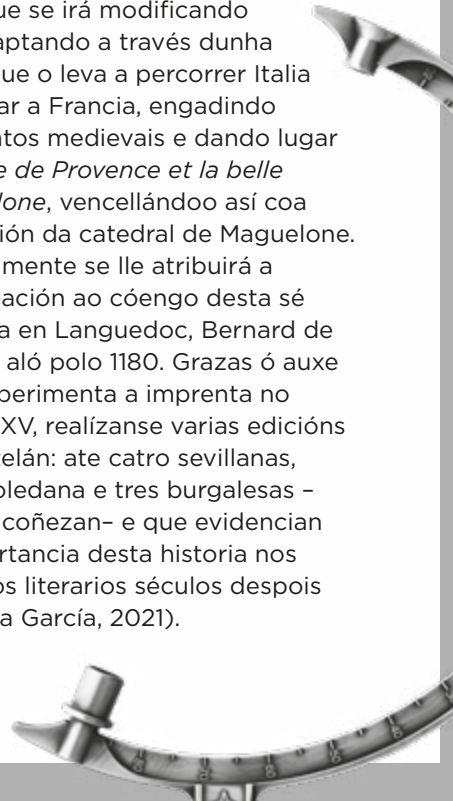 ue se irá modificando
aptando a través dunha
ue o leva a percorrer Italia
ar a Francia, engadindo
ntos medievais e dando lugar
e de Provence et la belle
lone, vencellándoo así coa
ión da catedral de Maguelone.
mente se lle atribuirá a
ación ao cóengo desta sé
a en Languedoc, Bernard de
aló polo 1180. Grazas ó auxe
perimenta a imprenta no
XV, realízanse varias edicións
telán: ate catro sevillanas,
oledana e tres burgalesas –
coñezan– e que evidencian
rtancia desta historia nos
os literarios séculos despois
a García, 2021).